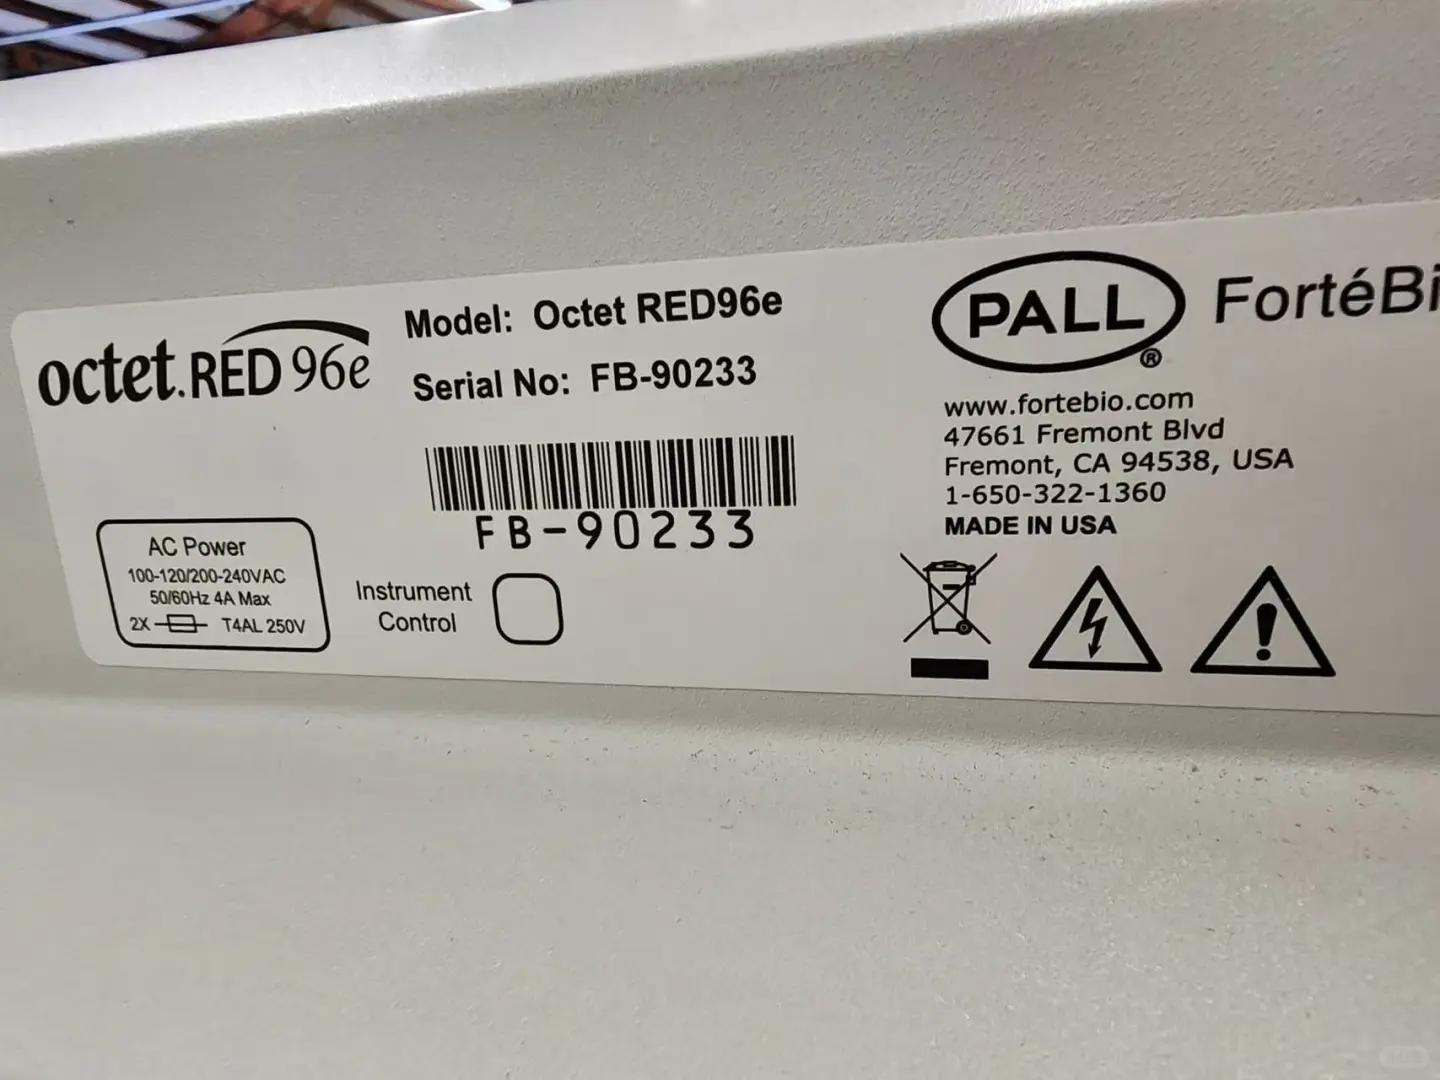 octet.RED 96e
Model: Octet RED96e
Serial No: FB-90233
FB-90233
AC Power
100-120/200-240VAC
50/60Hz 4A Max
2X T4AL 250V
Instrument
Control
PALL®
FortéBi
www.fortebio.com
47661 Fremont Blvd
Fremont, CA 94538, USA
1-650-322-1360
MADE IN USA